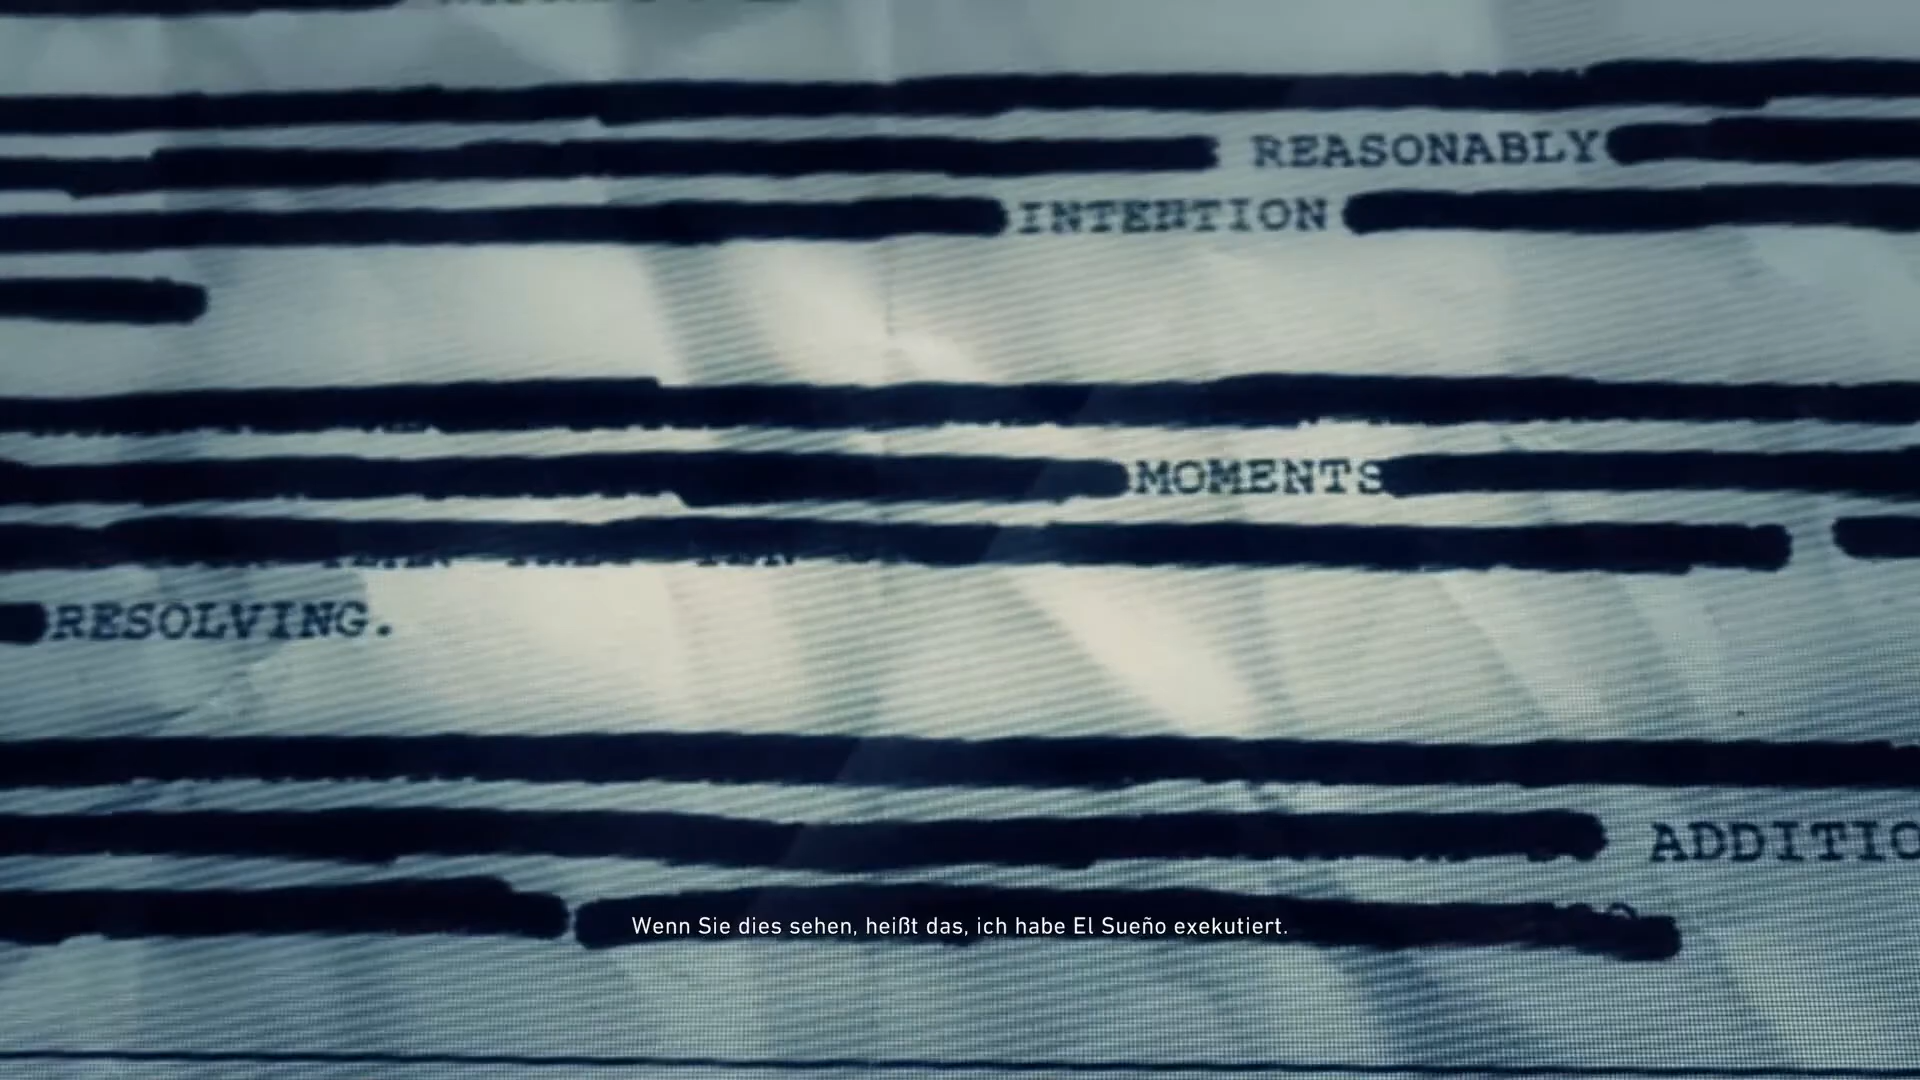 REASONABLY
INTENTION
MOMENTS
RESOLVING.
ADDITIO
Wenn Sie dies sehen, heißt das, ich habe El Sueño exekutiert.